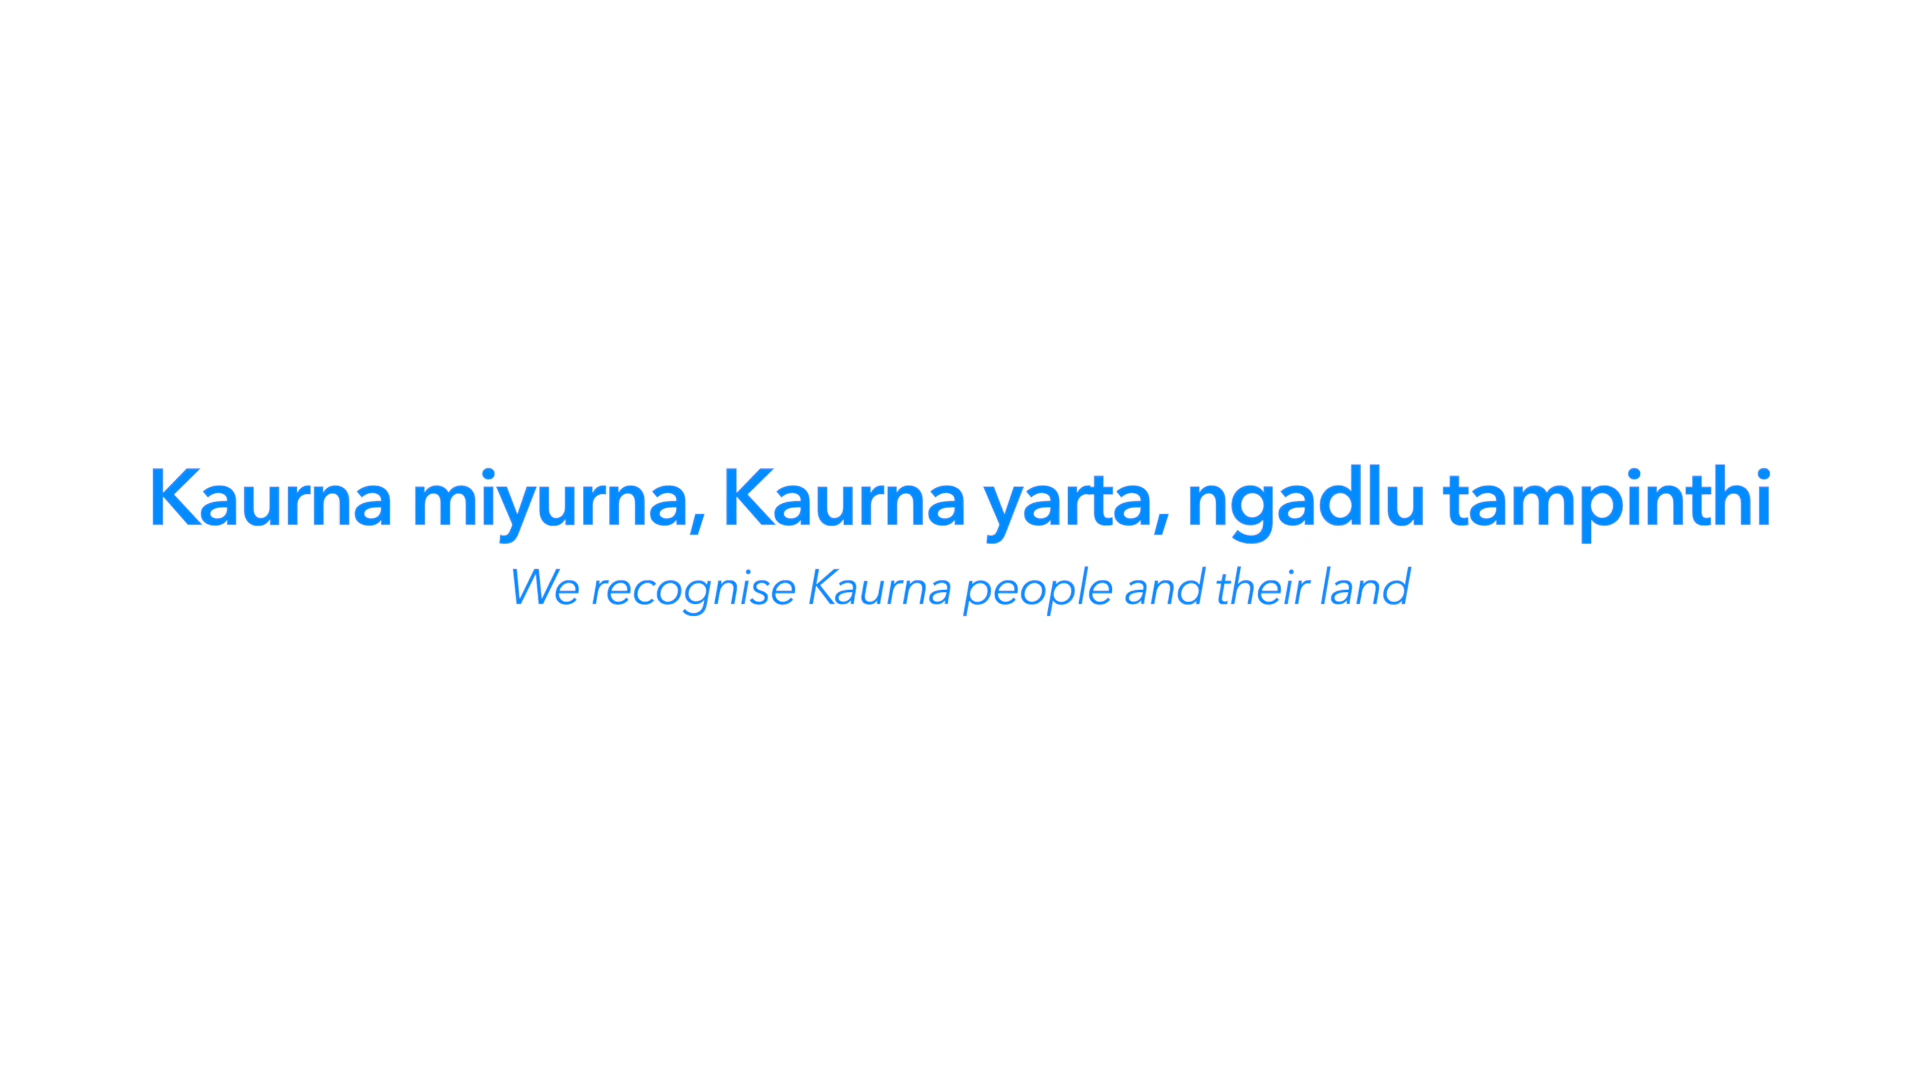 Kaurna miyurna, Kaurna yarta, ngadlu tampinthi
We recognise Kaurna people and their land